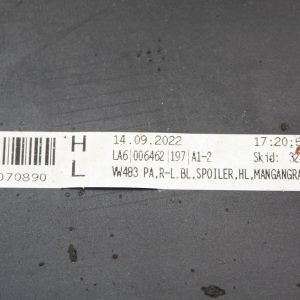 H 14.09.2022 17:20:
LA6|006462|197|A1-2 Skid: 32
070890 L VW483 PA,R-L.BL,SPOILER,HL,MANGANGRA